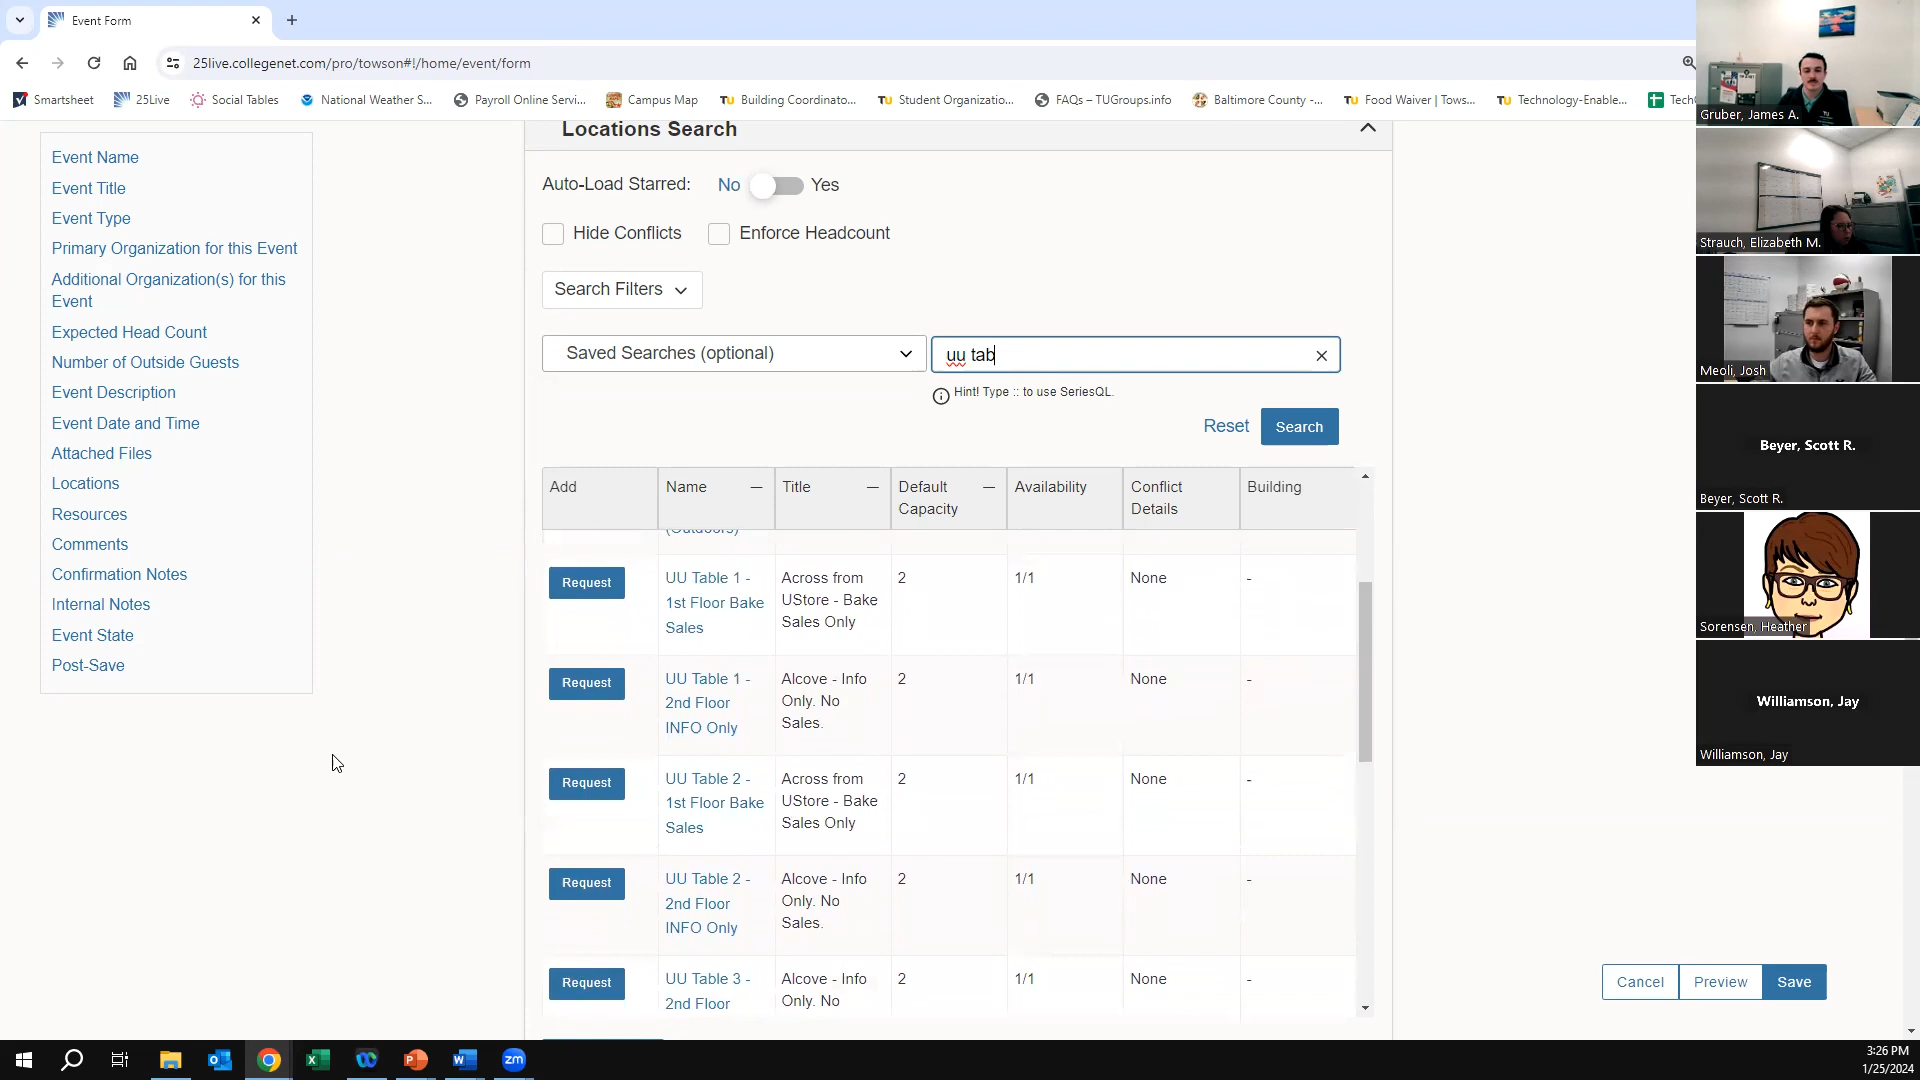 Event Form
25live.collegenet.com/pro/towson#!/home/event/form
Smartsheet
25Live
Social Tables
National Weather S...
Payroll Online Servi...
Campus Map
TU Building Coordinato...
TU Student Organizatio...
FAQs – TUGroups.info
Baltimore County -...
TU Food Waiver | Tows...
TU Technology-Enable...
Event Name
Event Title
Event Type
Primary Organization for this Event
Additional Organization(s) for this
Event
Expected Head Count
Number of Outside Guests
Event Description
Event Date and Time
Attached Files
Locations
Resources
Comments
Confirmation Notes
Internal Notes
Event State
Post-Save
Locations Search
Auto-Load Starred: No Yes
Hide Conflicts Enforce Headcount
Search Filters
Saved Searches (optional)
uu tab
Hint! Type :: to use SeriesQL.
Reset Search
Add Name Title Default Capacity Availability Conflict Details Building
(Outdoors)
Request
UU Table 1 -
1st Floor Bake
Sales
Across from
UStore - Bake
Sales Only
2 1/1 None -
Request
UU Table 1 -
2nd Floor
INFO Only
Alcove - Info
Only. No
Sales.
2 1/1 None -
Request
UU Table 2 -
1st Floor Bake
Sales
Across from
UStore - Bake
Sales Only
2 1/1 None -
Request
UU Table 2 -
2nd Floor
INFO Only
Alcove - Info
Only. No
Sales.
2 1/1 None -
Request
UU Table 3 -
2nd Floor
Alcove - Info
Only. No
2 1/1 None -
Cancel Preview Save
Gruber, James A.
Strauch, Elizabeth M.
Meoli, Josh
Beyer, Scott R.
Beyer, Scott R.
Sorensen, Heather
Williamson, Jay
Williamson, Jay
zm
3:26 PM
1/25/2024